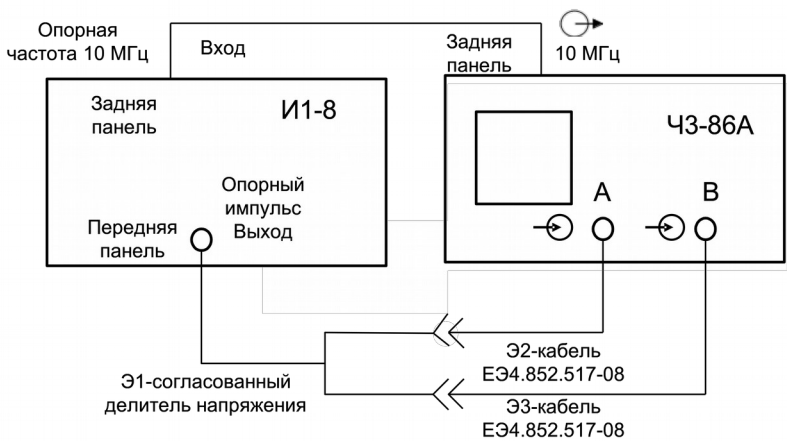 Опорная
частота 10 МГц
Вход
Задняя
панель
10 МГц
Задняя
панель
И1-8
Ч3-86А
Опорный
импульс
Выход
Передняя
панель
А
В
Э2-кабель
ЕЭ4.852.517-08
Э1-согласованный
делитель напряжения
Э3-кабель
ЕЭ4.852.517-08